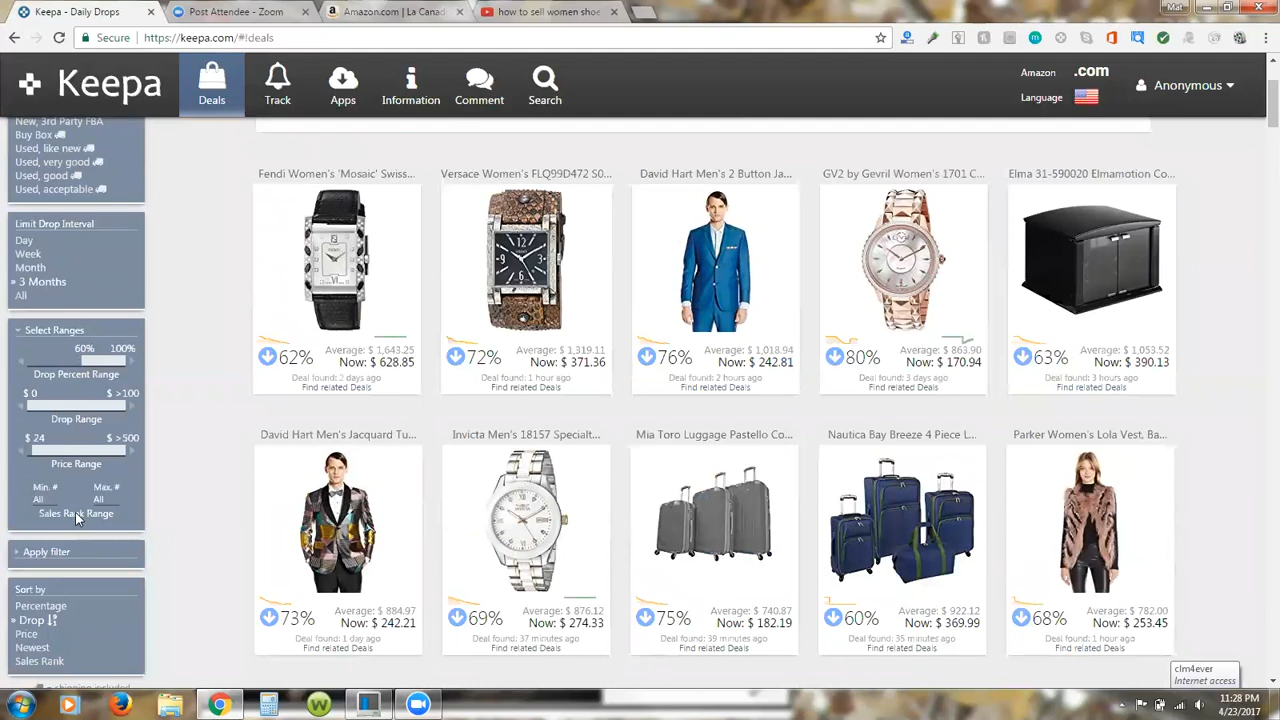 Keepa - Daily Drops
Post Attendee - Zoom
Amazon.com | La Canad
how to sell women shoe
Mat
Secure
https://keepa.com/#!deals
Keepa
Deals
Track
Apps
Information
Comment
Search
Amazon .com
Language
Anonymous
New, 3rd Party FBA
Buy Box
Used, like new
Used, very good
Used, good
Used, acceptable
Limit Drop Interval
Day
Week
Month
» 3 Months
All
Select Ranges
60% 100%
Drop Percent Range
$ 0 $ >100
Drop Range
$ 24 $ >500
Price Range
Min. # Max. #
All All
Sales Rank Range
Apply filter
Sort by
Percentage
» Drop
Price
Newest
Sales Rank
Fendi Women's 'Mosaic' Swiss...
62%
Average: $ 1,643.25
Now: $ 628.85
Deal found: 2 days ago
Find related Deals
Versace Women's FLQ99D472 S0...
72%
Average: $ 1,319.11
Now: $ 371.36
Deal found: 1 hour ago
Find related Deals
David Hart Men's 2 Button Ja...
76%
Average: $ 1,018.94
Now: $ 242.81
Deal found: 2 hours ago
Find related Deals
GV2 by Gevril Women's 1701 C...
80%
Average: $ 863.90
Now: $ 170.94
Deal found: 3 days ago
Find related Deals
Elma 31-590020 Elmamotion Co...
63%
Average: $ 1,053.52
Now: $ 390.13
Deal found: 3 hours ago
Find related Deals
David Hart Men's Jacquard Tu...
73%
Average: $ 884.97
Now: $ 242.21
Deal found: 1 day ago
Find related Deals
Invicta Men's 18157 Specialt...
69%
Average: $ 876.12
Now: $ 274.33
Deal found: 37 minutes ago
Find related Deals
Mia Toro Luggage Pastello Co...
75%
Average: $ 740.87
Now: $ 182.19
Deal found: 39 minutes ago
Find related Deals
Nautica Bay Breeze 4 Piece L...
60%
Average: $ 922.12
Now: $ 369.99
Deal found: 35 minutes ago
Find related Deals
Parker Women's Lola Vest, Ba...
68%
Average: $ 782.00
Now: $ 253.45
Deal found: 1 hour ago
Find related Deals
clm4ever
Internet access
11:28 PM
4/23/2017